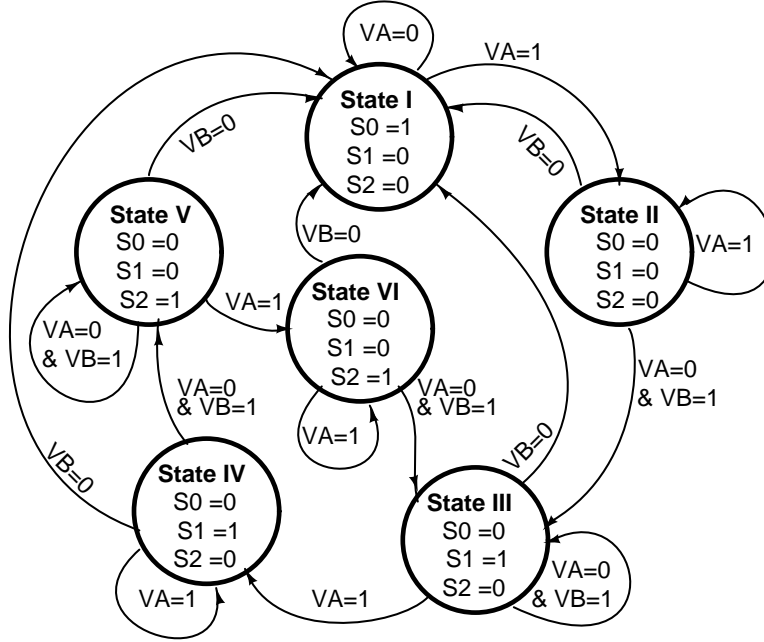 VA=0
VA=1
State I
S0 =1
S1 =0
S2 =0
VB=0
VB=0
State V
S0 =0
S1 =0
S2 =1
State II
S0 =0
S1 =0
S2 =0
VA=1
VB=0
State VI
S0 =0
S1 =0
S2 =1
VA=1
VA=0
& VB=1
VA=0
& VB=1
VA=0
& VB=1
VA=0
& VB=1
VA=1
VB=0
VB=0
State IV
S0 =0
S1 =1
S2 =0
State III
S0 =0
S1 =1
S2 =0
VA=0
& VB=1
VA=1
VA=1